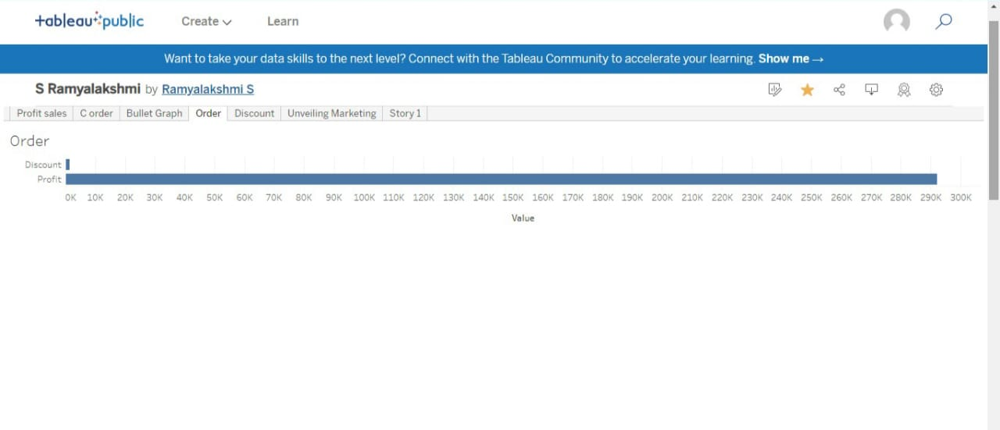 +ableau public Create Learn
Want to take your data skills to the next level? Connect with the Tableau Community to accelerate your learning. Show me →
S Ramyalakshmi by Ramyalakshmi S
Profit sales C order Bullet Graph Order Discount Unveiling Marketing Story 1
Order
Discount
Profit
0K 10K 20K 30K 40K 50K 60K 70K 80K 90K 100K 110K 120K 130K 140K 150K 160K 170K 180K 190K 200K 210K 220K 230K 240K 250K 260K 270K 280K 290K 300K
Value